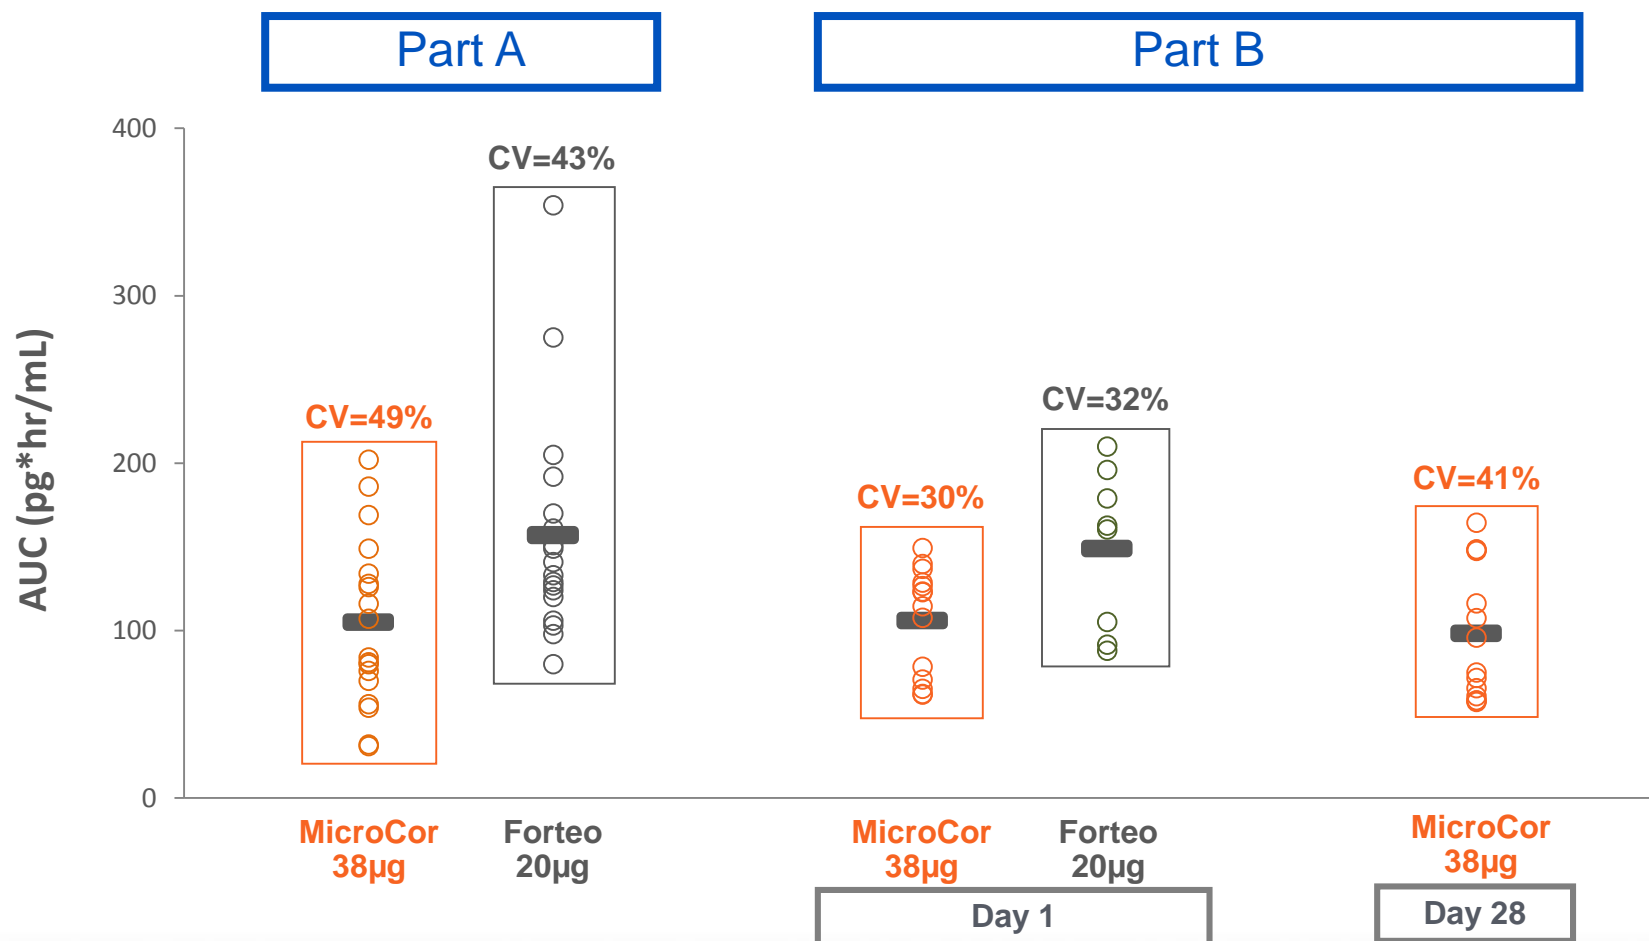 Part A
Part B
AUC (pg*hr/mL)
400
300
200
100
0
CV=49%
CV=43%
CV=30%
CV=32%
CV=41%
MicroCor
38µg
Forteo
20µg
MicroCor
38µg
Forteo
20µg
MicroCor
38µg
Day 1
Day 28